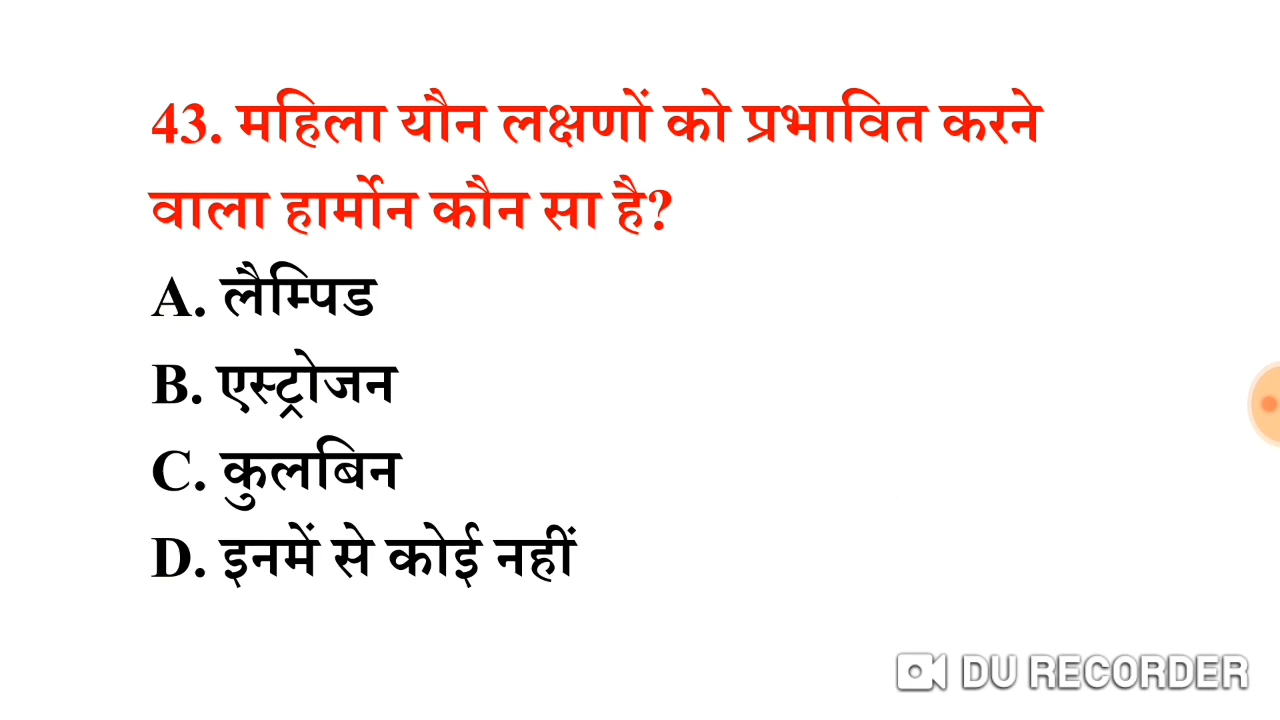 43. महिला यौन लक्षणों को प्रभावित करने
वाला हार्मोन कौन सा है?
A. लैम्पिड
B. एस्ट्रोजन
C. कुलबिन
D. इनमें से कोई नहीं
DU RECORDER